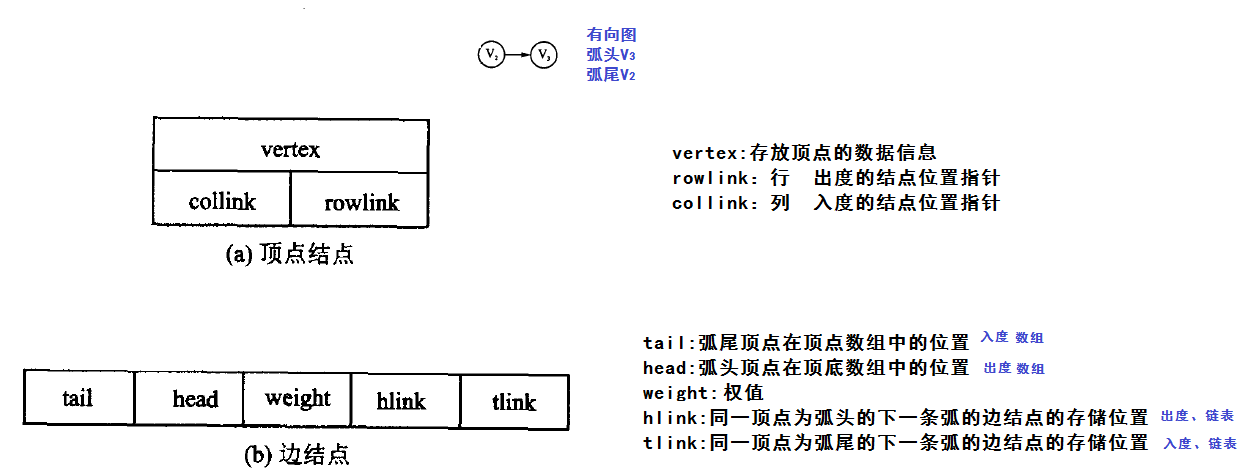 有向图
V₂ V₃ 弧头V₃
弧尾V₂
vertex
collink rowlink
(a) 顶点结点
vertex:存放顶点的数据信息
rowlink: 行 出度的结点位置指针
collink: 列 入度的结点位置指针
tail head weight hlink tlink
(b) 边结点
tail:弧尾顶点在顶点数组中的位置 入度 数组
head:弧头顶点在顶底数组中的位置 出度 数组
weight:权值
hlink:同一顶点为弧头的下一条弧的边结点的存储位置 出度、链表
tlink:同一顶点为弧尾的下一条弧的边结点的存储位置 入度、链表